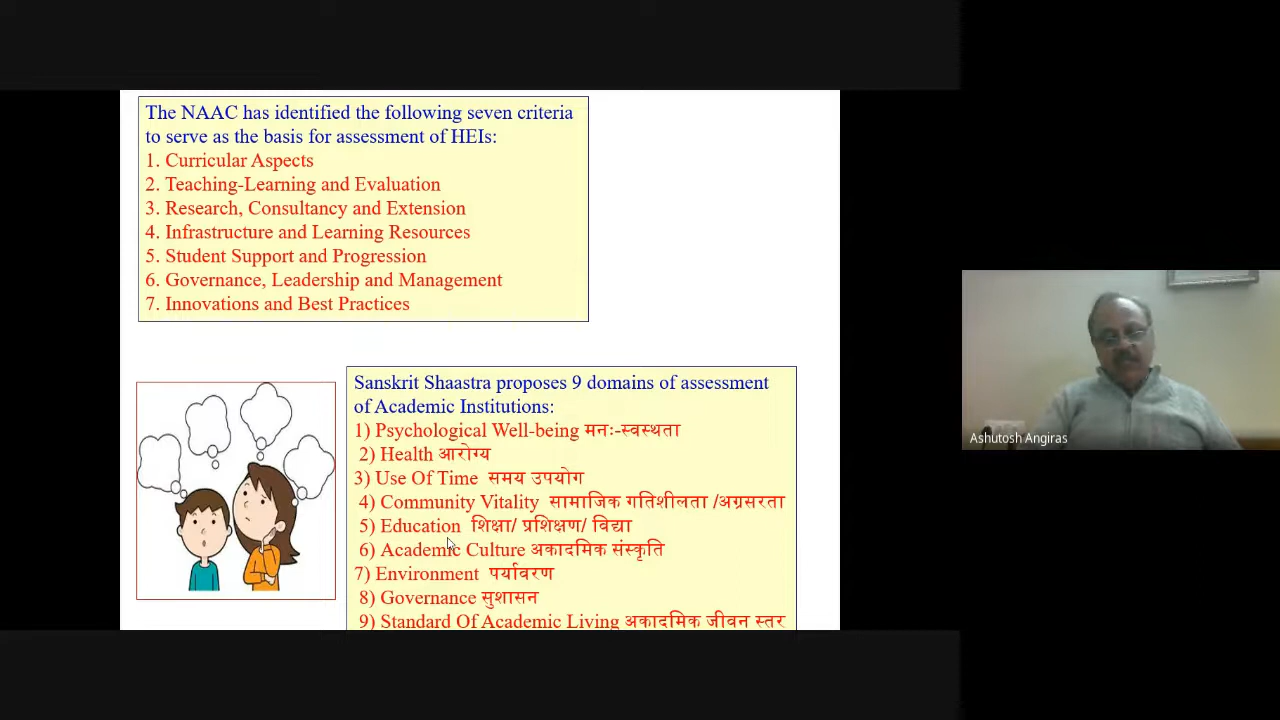 The NAAC has identified the following seven criteria
to serve as the basis for assessment of HEIs:
1. Curricular Aspects
2. Teaching-Learning and Evaluation
3. Research, Consultancy and Extension
4. Infrastructure and Learning Resources
5. Student Support and Progression
6. Governance, Leadership and Management
7. Innovations and Best Practices
Sanskrit Shaastra proposes 9 domains of assessment
of Academic Institutions:
1) Psychological Well-being मनः-स्वस्थता
2) Health आरोग्य
3) Use Of Time समय उपयोग
4) Community Vitality सामाजिक गतिशीलता /अग्रसरता
5) Education शिक्षा/ प्रशिक्षण/ विद्या
6) Academic Culture अकादमिक संस्कृति
7) Environment पर्यावरण
8) Governance सुशासन
9) Standard Of Academic Living अकादमिक जीवन स्तर
Ashutosh Angiras